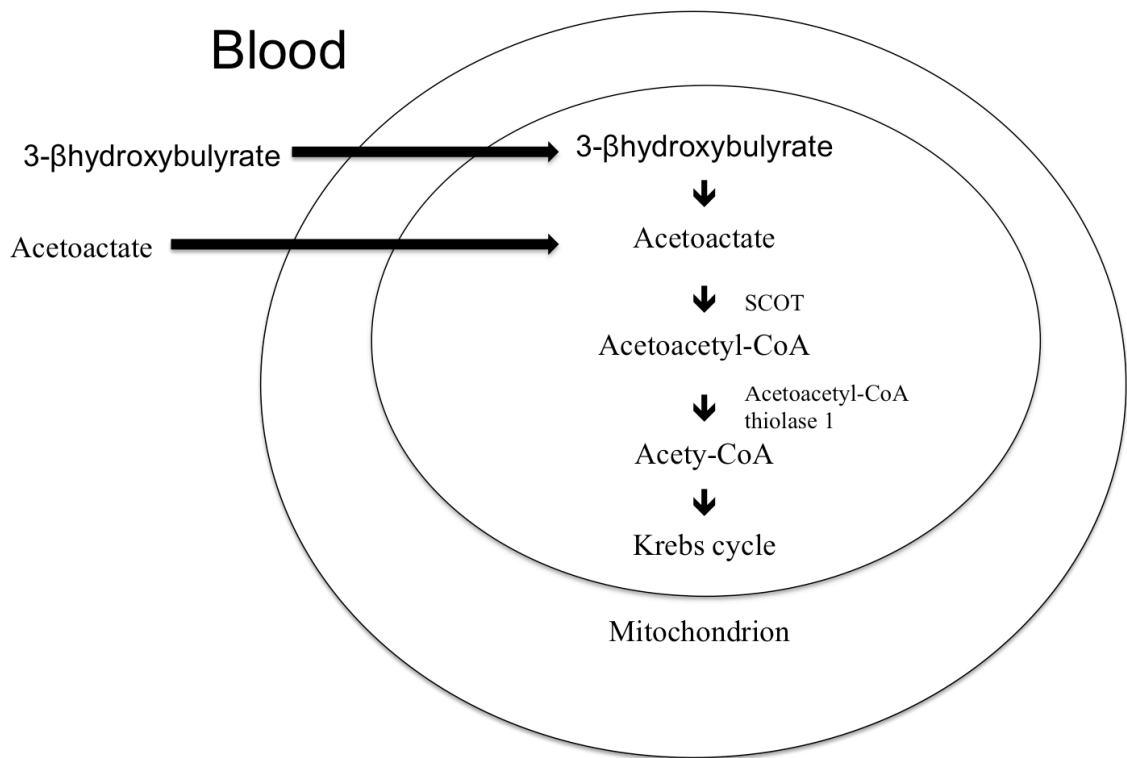 Blood
3-βhydroxybulyrate
3-βhydroxybulyrate
Acetoactate
Acetoactate
SCOT
Acetoacetyl-CoA
Acetoacetyl-CoA
thiolase 1
Acety-CoA
Krebs cycle
Mitochondrion